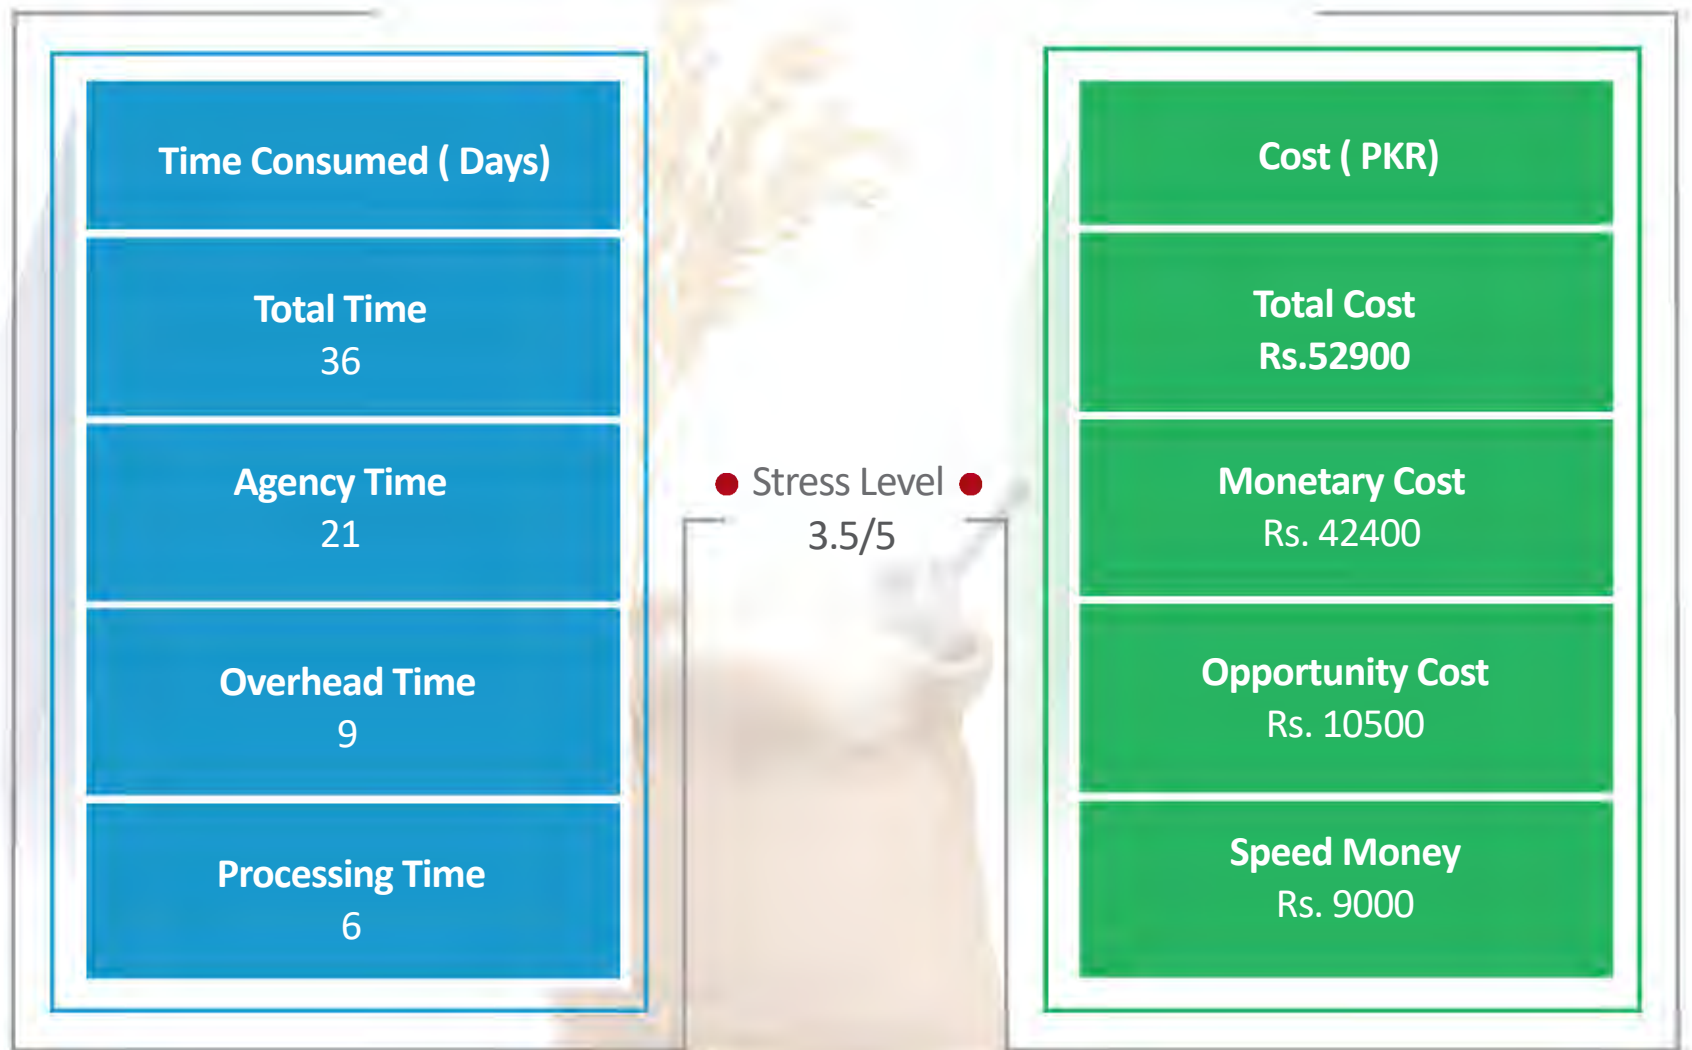 Time Consumed ( Days)
Total Time
36
Agency Time
21
Overhead Time
9
Processing Time
6
Stress Level
3.5/5
Cost ( PKR)
Total Cost
Rs.52900
Monetary Cost
Rs. 42400
Opportunity Cost
Rs. 10500
Speed Money
Rs. 9000